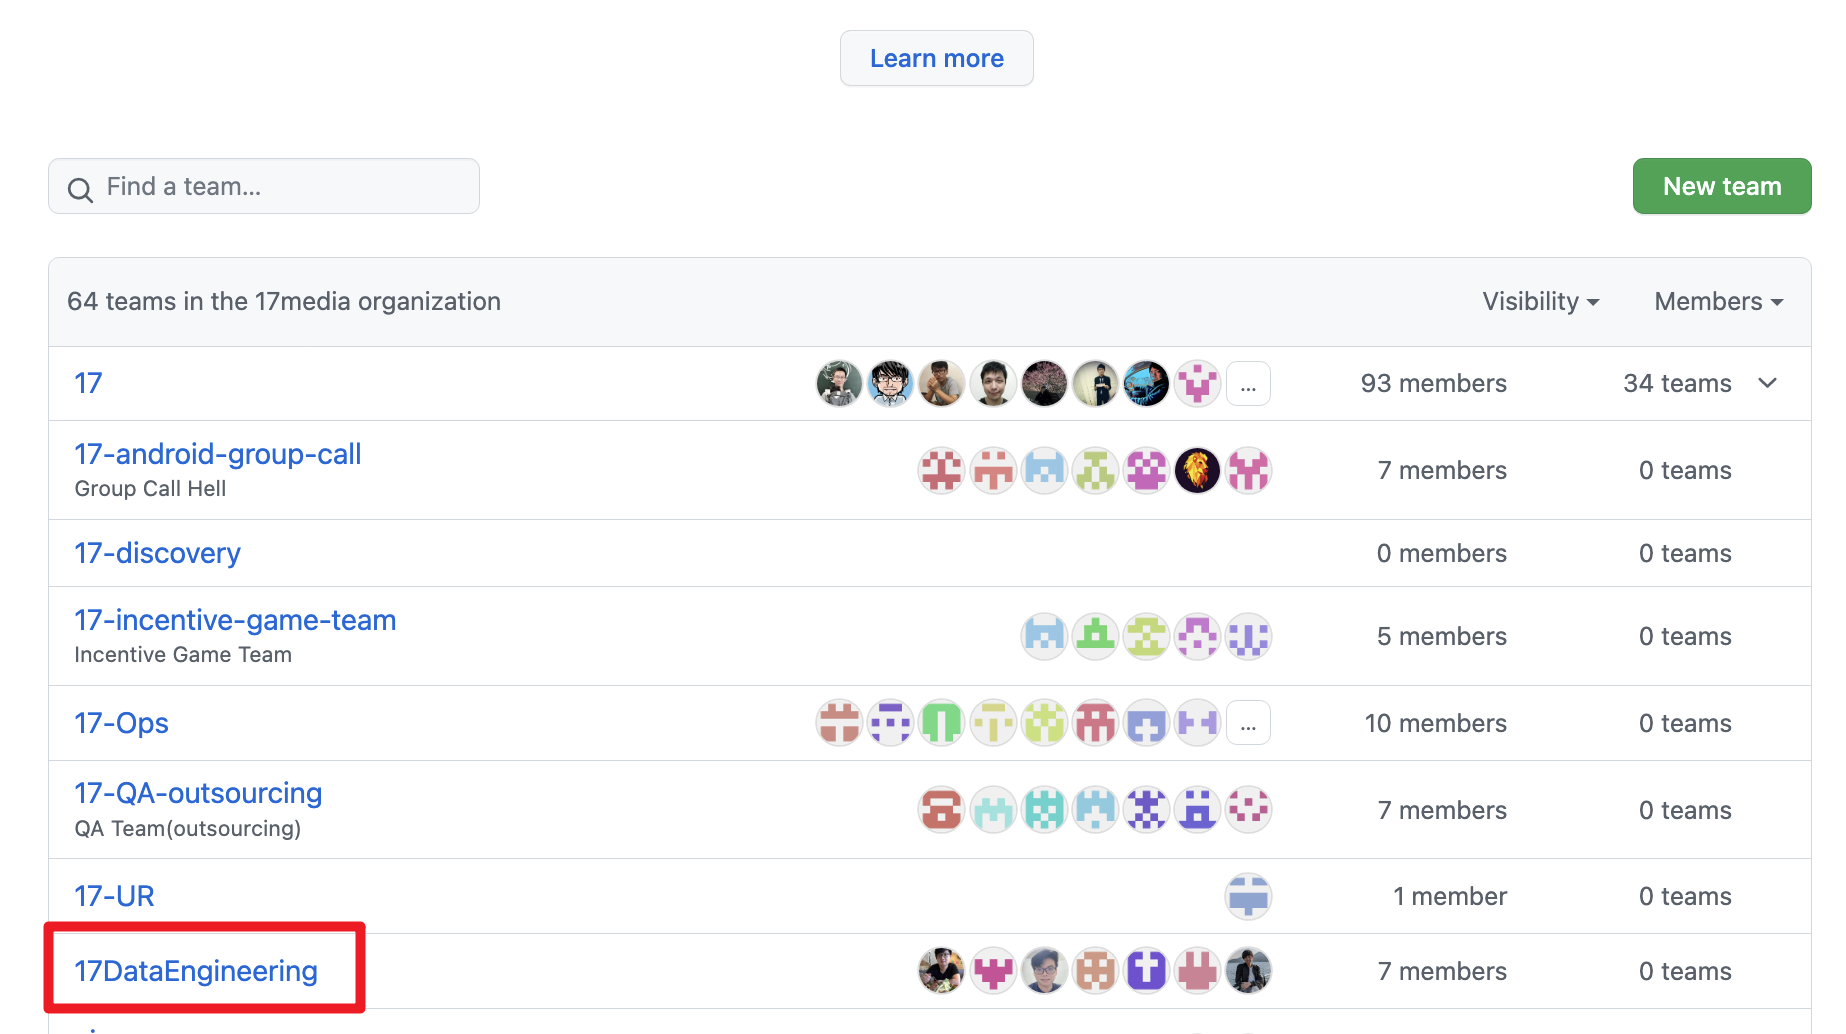 Learn more
Find a team...
New team
64 teams in the 17media organization
Visibility
Members
17
...
93 members
34 teams
17-android-group-call
Group Call Hell
7 members
0 teams
17-discovery
0 members
0 teams
17-incentive-game-team
Incentive Game Team
5 members
0 teams
17-Ops
...
10 members
0 teams
17-QA-outsourcing
QA Team(outsourcing)
7 members
0 teams
17-UR
1 member
0 teams
17DataEngineering
7 members
0 teams